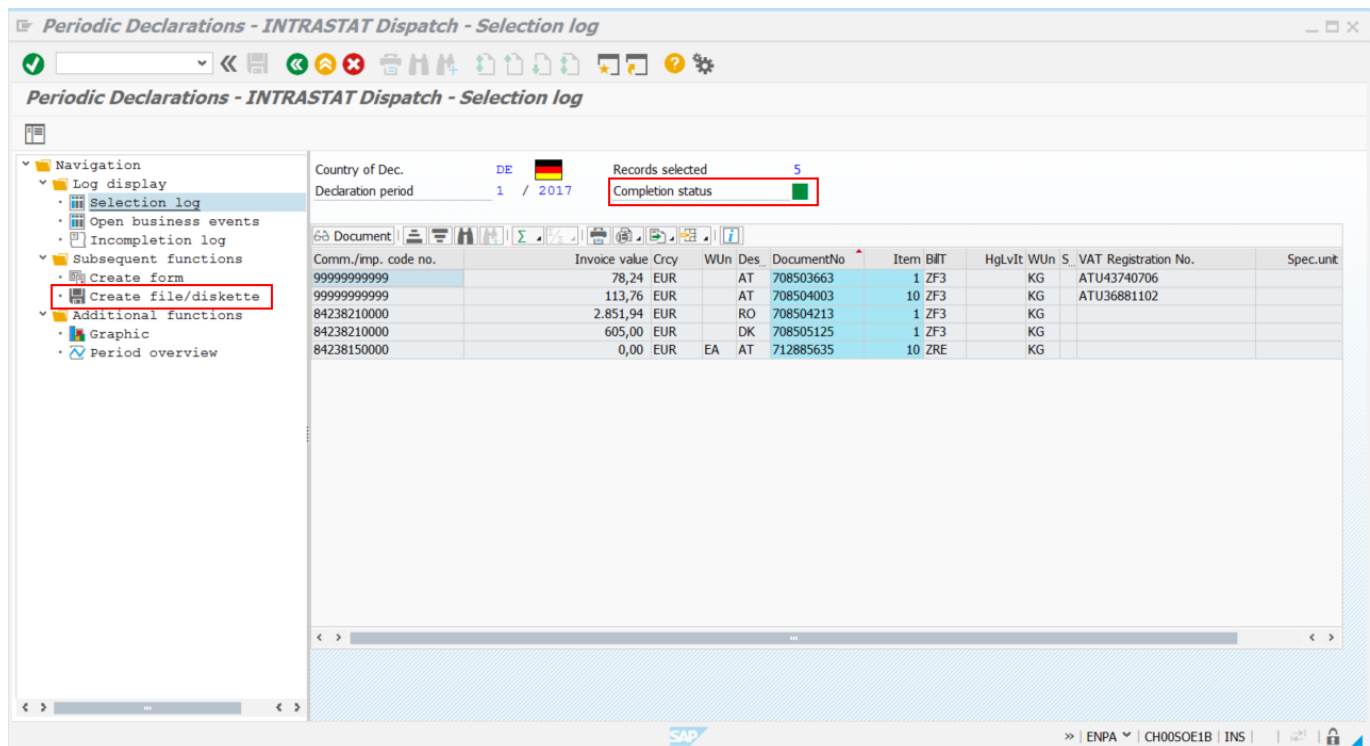 Periodic Declarations - INTRASTAT Dispatch - Selection log
Periodic Declarations - INTRASTAT Dispatch - Selection log
Navigation
Log display
Selection log
Open business events
Incompletion log
Subsequent functions
Create form
Create file/diskette
Additional functions
Graphic
Period overview
Country of Dec. DE Records selected 5
Declaration period 1 / 2017 Completion status
Document
Comm./imp. code no. Invoice value Crcy WUn Des_ DocumentNo Item BillT HgLvIt WUn S_ VAT Registration No. Spec.unit
99999999999 78,24 EUR AT 708503663 1 ZF3 KG ATU43740706
99999999999 113,76 EUR AT 708504003 10 ZF3 KG ATU36881102
84238210000 2.851,94 EUR RO 708504213 1 ZF3 KG
84238210000 605,00 EUR DK 708505125 1 ZF3 KG
84238150000 0,00 EUR EA AT 712885635 10 ZRE KG
SAP » | ENPA | CH00SOE1B | INS |